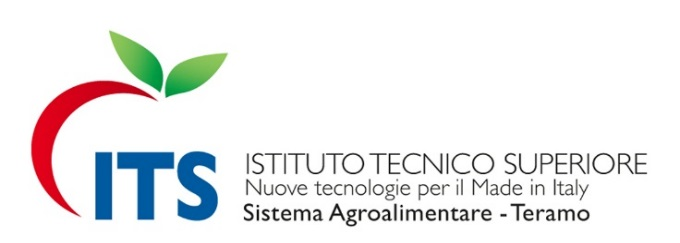 ITS
ISTITUTO TECNICO SUPERIORE
Nuove tecnologie per il Made in Italy
Sistema Agroalimentare - Teramo